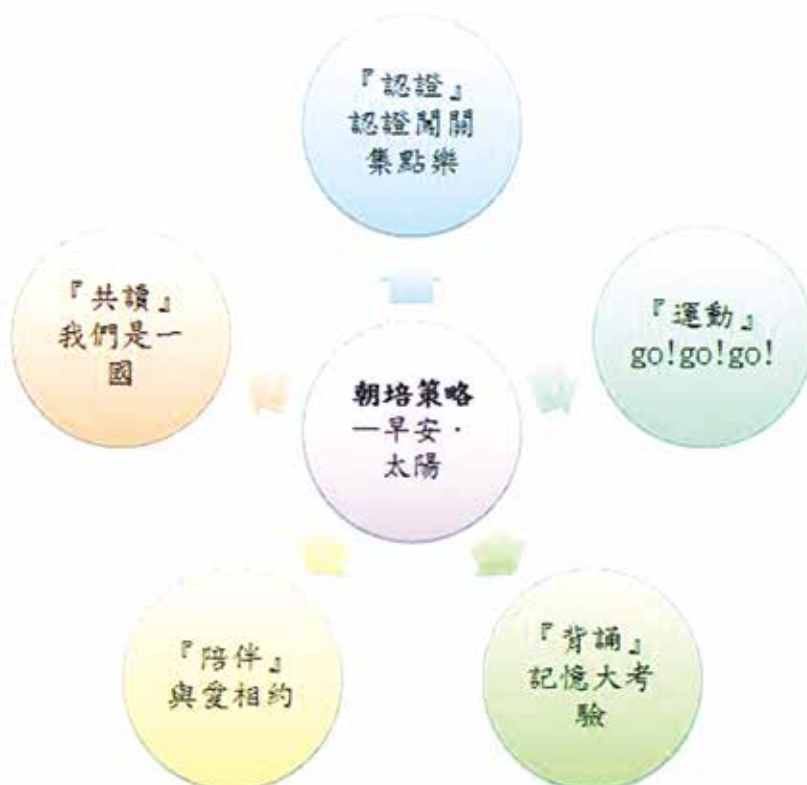 『認證』
認證闖關
集點樂
『共讀』
我們是一
國
『運動』
go!go!go!
朝培策略
—早安·
太陽
『陪伴』
與愛相約
『背誦』
記憶大考
驗